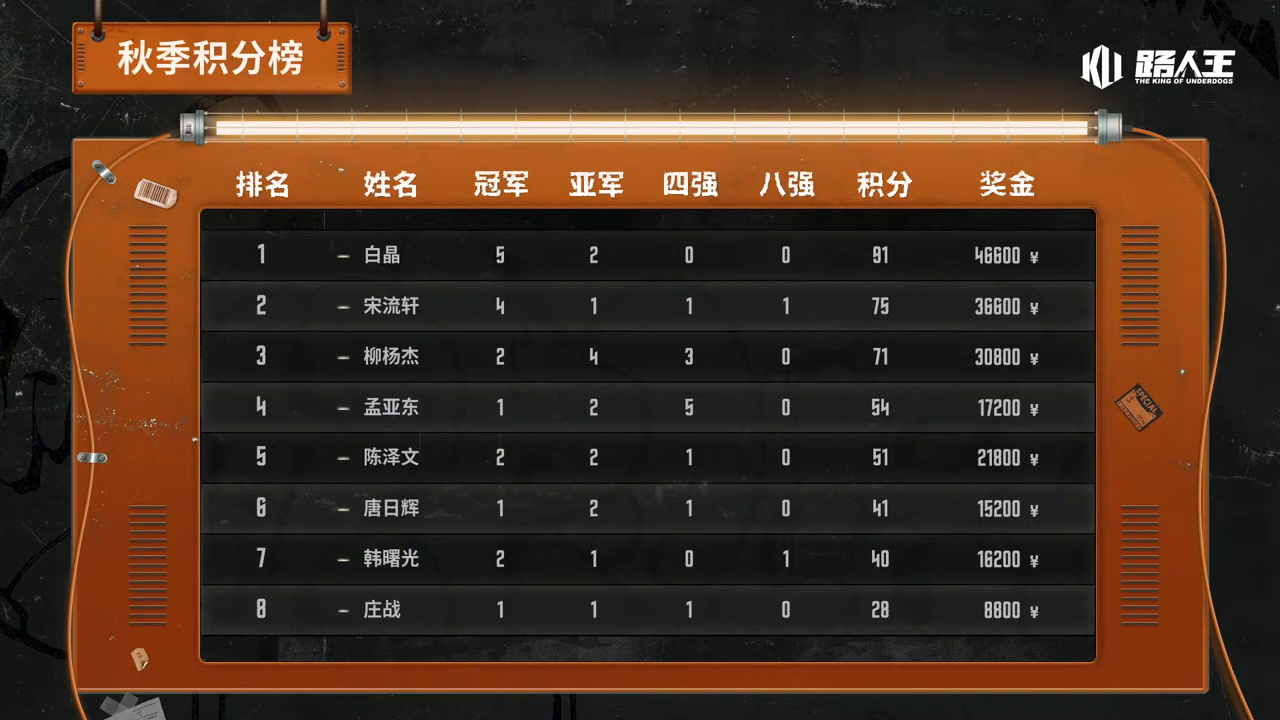 秋季积分榜
KU 路人王
THE KING OF UNDERDOGS
排名 姓名 冠军 亚军 四强 八强 积分 奖金
1 – 白晶 5 2 0 0 91 46600 ¥
2 – 宋流轩 4 1 1 1 75 36600 ¥
3 – 柳杨杰 2 4 3 0 71 30800 ¥
4 – 孟亚东 1 2 5 0 54 17200 ¥
5 – 陈泽文 2 2 1 0 51 21800 ¥
6 – 唐日辉 1 2 1 0 41 15200 ¥
7 – 韩曙光 2 1 0 1 40 16200 ¥
8 – 庄战 1 1 1 0 28 8800 ¥
SPECIAL